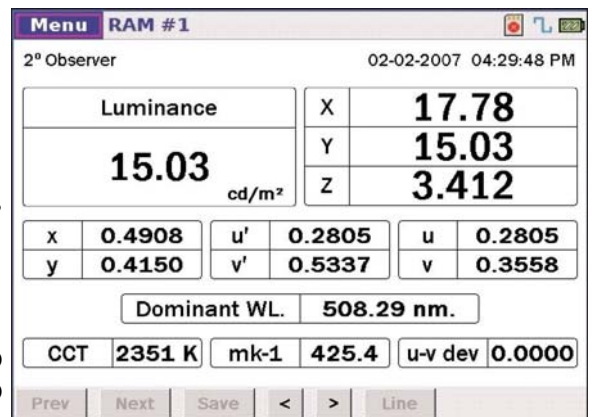 Menu RAM #1
2º Observer 02-02-2007 04:29:48 PM
Luminance
15.03
cd/m²
X 17.78
Y 15.03
Z 3.412
x 0.4908 u' 0.2805 u 0.2805
y 0.4150 v' 0.5337 v 0.3558
Dominant WL. 508.29 nm.
CCT 2351 K mk-1 425.4 u-v dev 0.0000
Prev Next Save < > Line